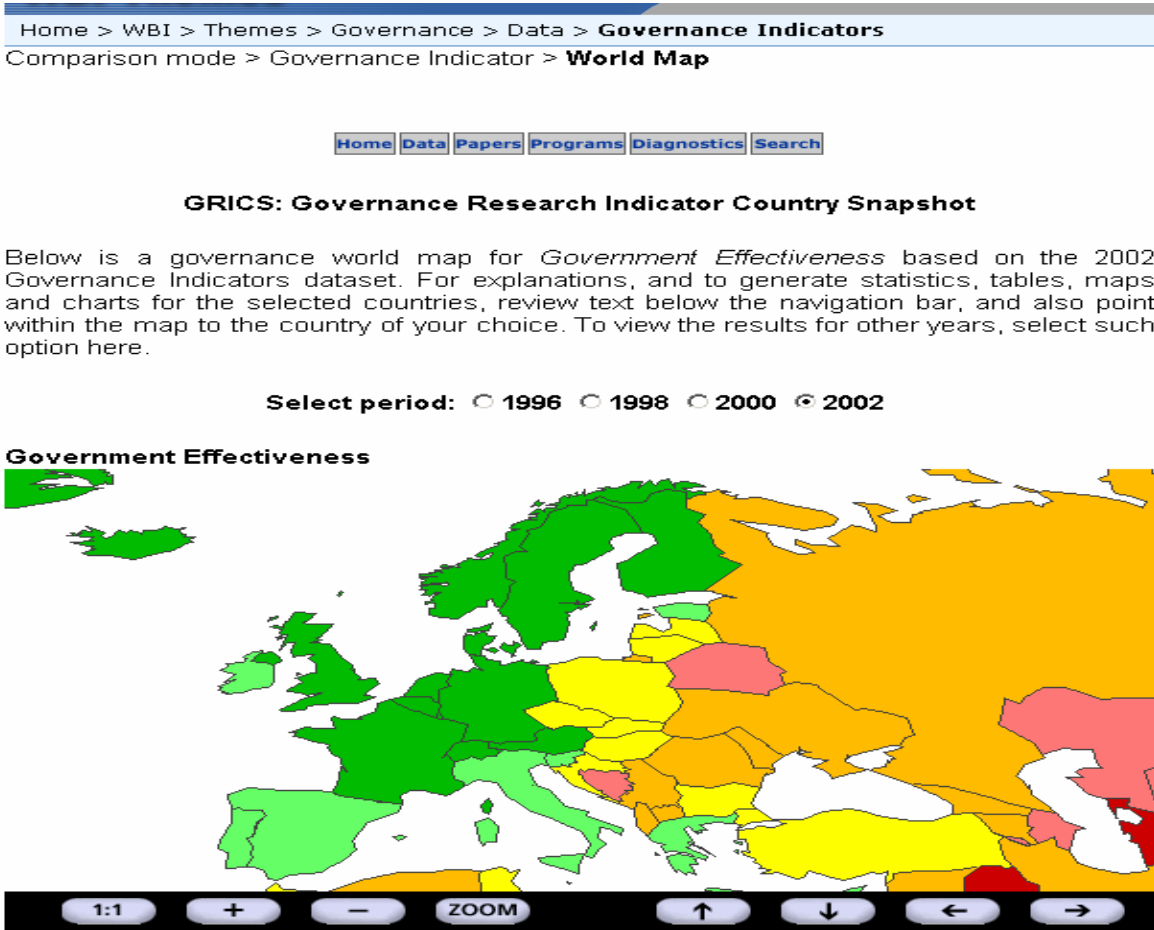 Home > WBI > Themes > Governance > Data > Governance Indicators
Comparison mode > Governance Indicator > World Map
Home Data Papers Programs Diagnostics Search
GRICS: Governance Research Indicator Country Snapshot
Below is a governance world map for Government Effectiveness based on the 2002
Governance Indicators dataset. For explanations, and to generate statistics, tables, maps
and charts for the selected countries, review text below the navigation bar, and also point
within the map to the country of your choice. To view the results for other years, select such
option here.
Select period: 1996 1998 2000 2002
Government Effectiveness
1:1 + − ZOOM ↑ ↓ ← →